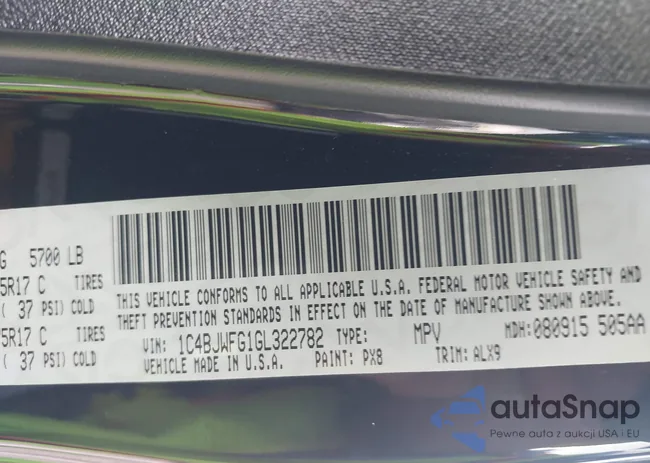 G 5700 LB
5R17 C TIRES
( 37 PSI) COLD
5R17 C TIRES
( 37 PSI) COLD
THIS VEHICLE CONFORMS TO ALL APPLICABLE U.S.A. FEDERAL MOTOR VEHICLE SAFETY AND
THEFT PREVENTION STANDARDS IN EFFECT ON THE DATE OF MANUFACTURE SHOWN ABOVE.
VIN: 1C4BJWFG1GL322782 TYPE: MPV MDH: 080915 505AA
VEHICLE MADE IN U.S.A. PAINT: PX8 TRIM: ALX9
autaSnap
Pewne auta z aukcji USA i EU